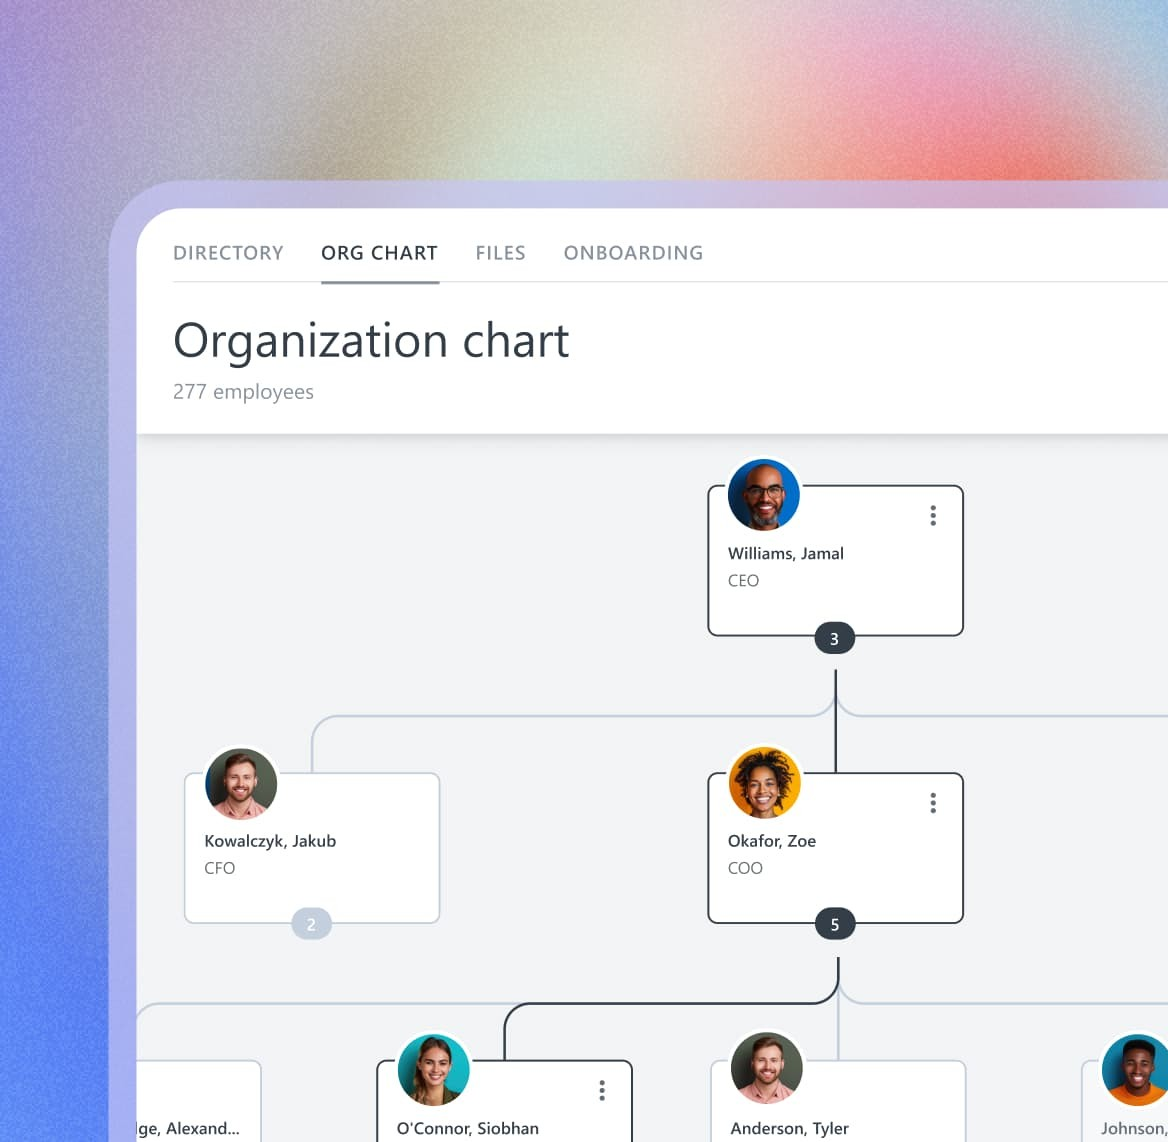 DIRECTORY ORG CHART FILES ONBOARDING
Organization chart
277 employees
Williams, Jamal
CEO
3
Kowalczyk, Jakub
CFO
2
Okafor, Zoe
COO
5
Alexand...
O'Connor, Siobhan
Anderson, Tyler
Johnson,